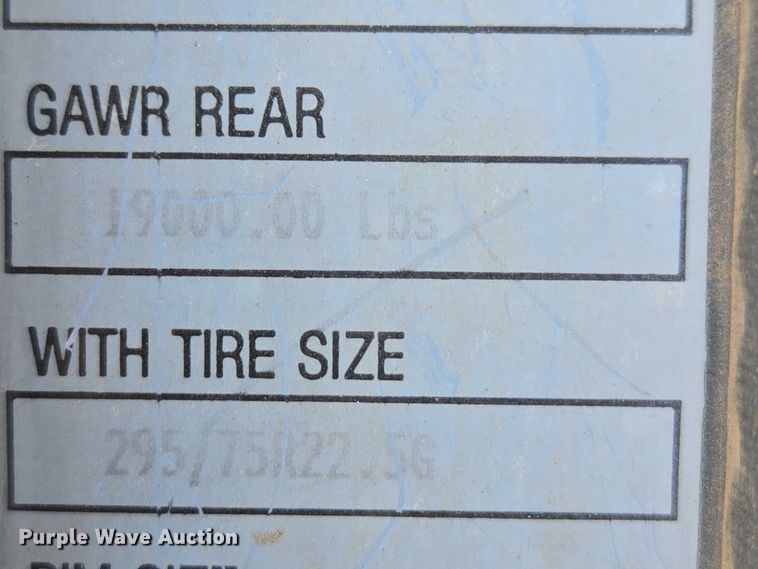 GAWR REAR
19000.00 Lbs
WITH TIRE SIZE
295/75R22.5G
Purple Wave Auction